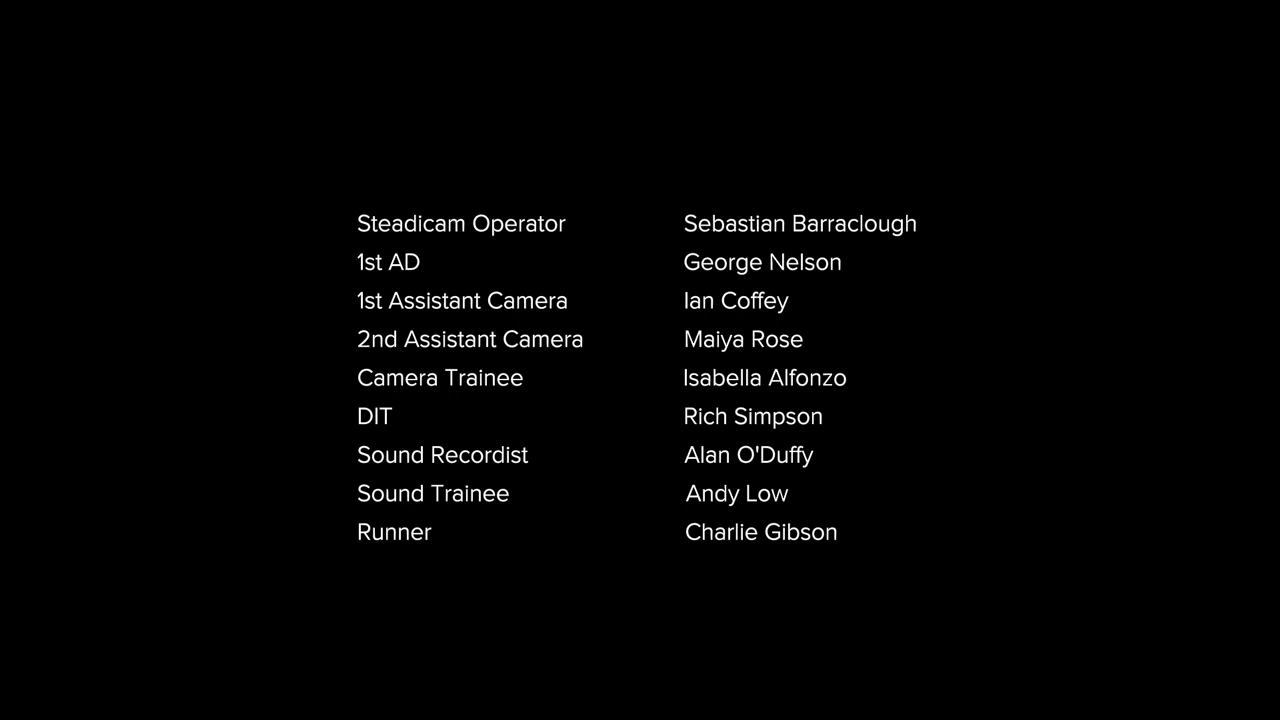 Steadicam Operator Sebastian Barraclough
1st AD George Nelson
1st Assistant Camera Ian Coffey
2nd Assistant Camera Maiya Rose
Camera Trainee Isabella Alfonzo
DIT Rich Simpson
Sound Recordist Alan O'Duffy
Sound Trainee Andy Low
Runner Charlie Gibson